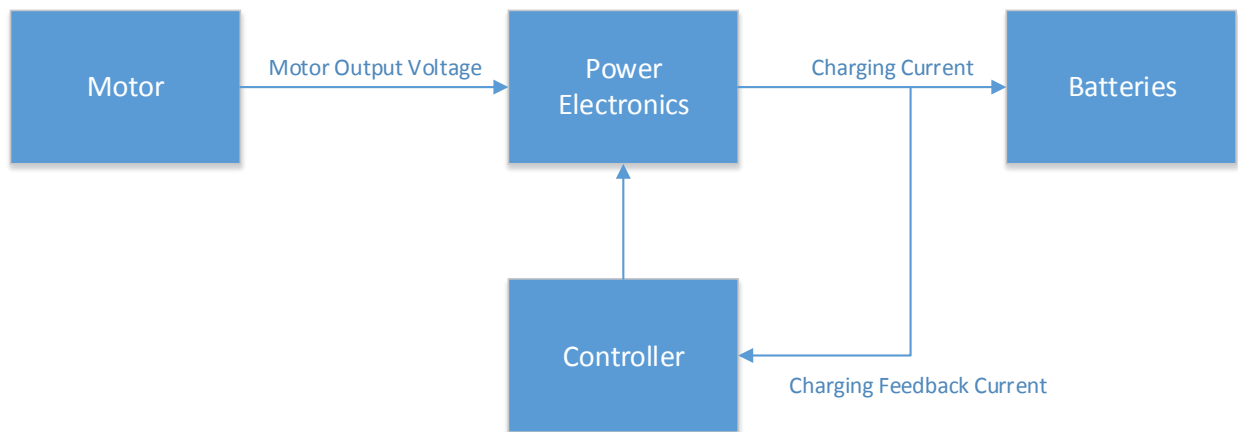 Motor
Motor Output Voltage
Power
Electronics
Charging Current
Batteries
Controller
Charging Feedback Current